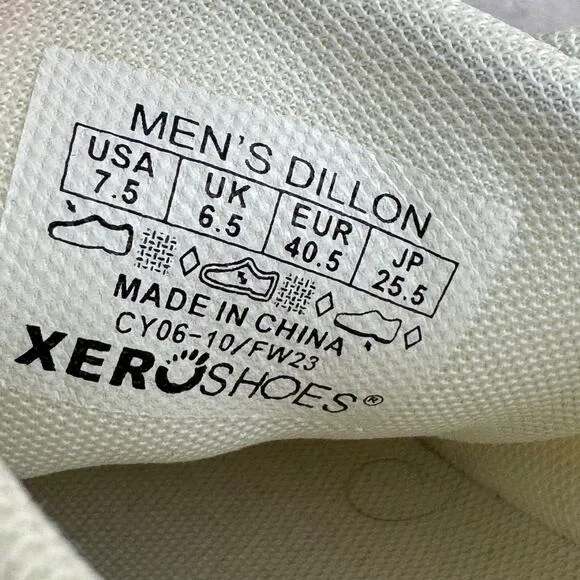 MEN'S DILLON
USA UK EUR JP
7.5 6.5 40.5 25.5
MADE IN CHINA
CY06-10/FW23
XEROSHOES®